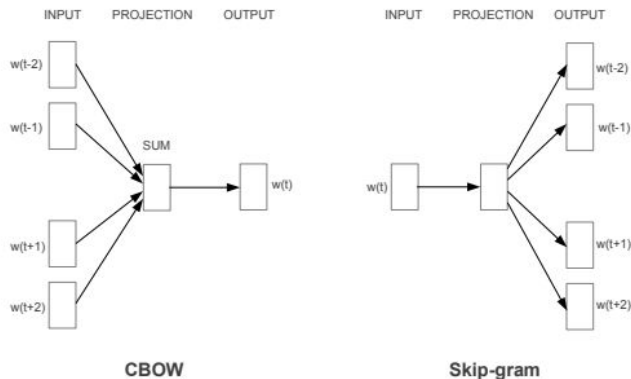 INPUT PROJECTION OUTPUT
w(t-2)
w(t-1)
SUM
w(t)
w(t+1)
w(t+2)
CBOW
INPUT PROJECTION OUTPUT
w(t-2)
w(t-1)
w(t)
w(t+1)
w(t+2)
Skip-gram